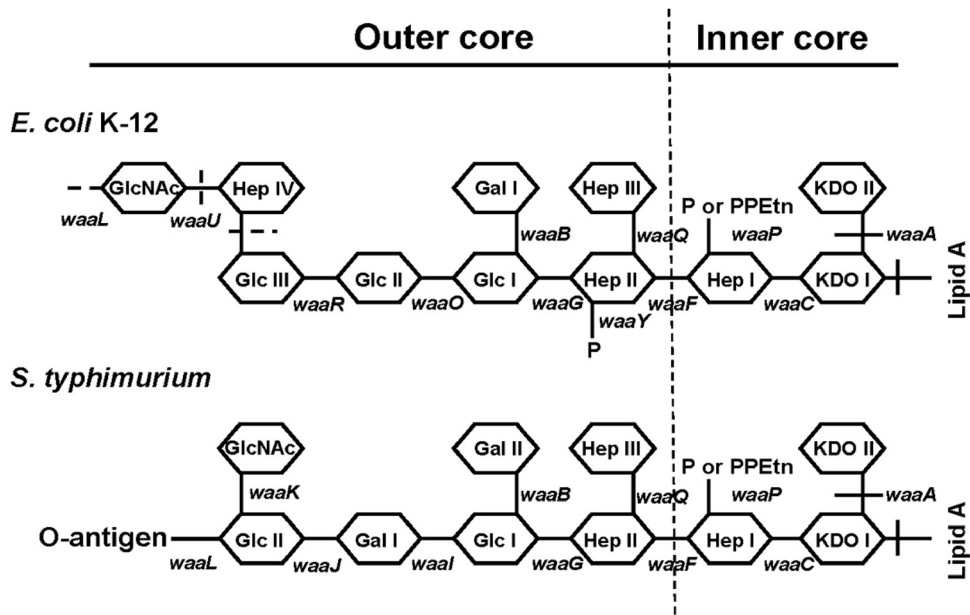 Outer core Inner core
E. coli K-12
GlcNAc Hep IV Gal I Hep III KDO II
P or PPEtn
waaL waaU waaB waaQ waaP waaA
Glc III Glc II Glc I Hep II Hep I KDO I
waaR waaO waaG waaY waaF waaC
P
Lipid A
S. typhimurium
GlcNAc Gal II Hep III KDO II
P or PPEtn
waaK waaB waaQ waaP waaA
O-antigen Glc II Gal I Glc I Hep II Hep I KDO I
waaL waaJ waaI waaG waaF waaC
Lipid A